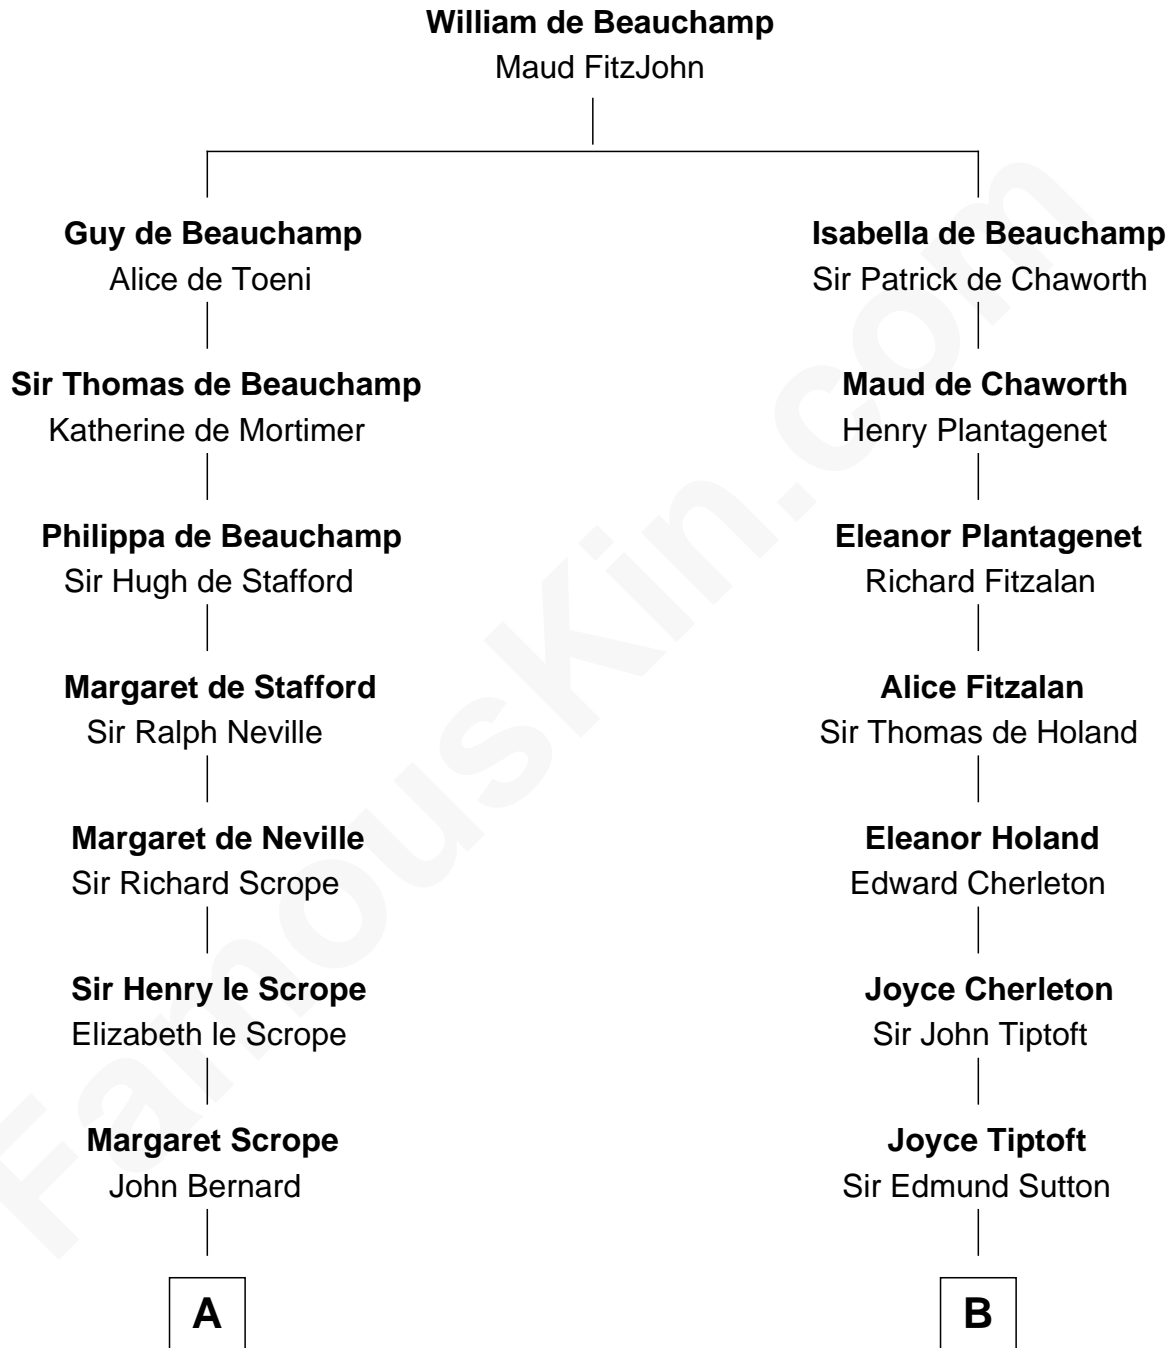 William de Beauchamp
Maud FitzJohn
Guy de Beauchamp
Alice de Toeni
Sir Thomas de Beauchamp
Katherine de Mortimer
Philippa de Beauchamp
Sir Hugh de Stafford
Margaret de Stafford
Sir Ralph Neville
Margaret de Neville
Sir Richard Scrope
Sir Henry le Scrope
Elizabeth le Scrope
Margaret Scrope
John Bernard
A
Isabella de Beauchamp
Sir Patrick de Chaworth
Maud de Chaworth
Henry Plantagenet
Eleanor Plantagenet
Richard Fitzalan
Alice Fitzalan
Sir Thomas de Holand
Eleanor Holand
Edward Cherleton
Joyce Cherleton
Sir John Tiptoft
Joyce Tiptoft
Sir Edmund Sutton
B
FamousKin.com